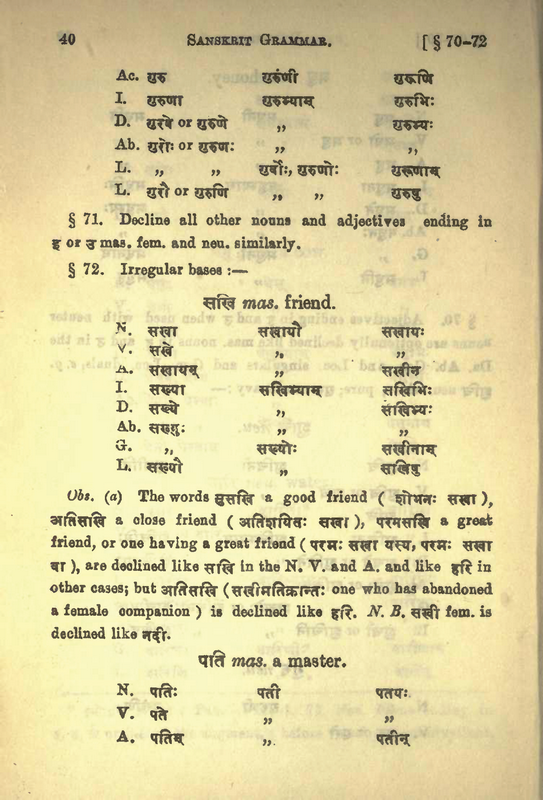 40 SANSKRIT GRAMMAR. [ § 70-72
Ac. गुरु गुरुणी गुरूणि
I. गुरुणा गुरुभ्याम् गुरुभिः
D. गुरवे or गुरुणे „ गुरुभ्यः
Ab. गुरोः or गुरुणः „ „
L. „ „ गुर्वोः, गुरुणोः गुरूणाम्
L. गुरौ or गुरुणि „ „ गुरुषु
§ 71. Decline all other nouns and adjectives ending in
इ or उ mas. fem. and neu. similarly.
§ 72. Irregular bases :—
सखि mas. friend.
N. सखा सखायौ सखायः
V. सखे „ „
A. सखायम् „ सखीन्
I. सख्या सखिभ्याम् सखिभिः
D. सख्ये „ सखिभ्यः
Ab. सख्युः „ „
G. „ सख्योः सखीनाम्
L. सख्यौ „ सखिषु
Obs. (a) The words सुसखि a good friend ( शोभनः सखा ),
अतिसखि a close friend ( अतिशयितः सखा ), परमसखि a great
friend, or one having a great friend ( परमः सखा यस्य, परमः सखा
वा ), are declined like सखि in the N. V. and A. and like हरि in
other cases; but अतिसखि ( सखीमतिक्रान्तः one who has abandoned
a female companion ) is declined like हरि. N. B. सखी fem. is
declined like नदी.
पति mas. a master.
N. पतिः पती पतयः
V. पते „ „
A. पतिम् „ पतीन्